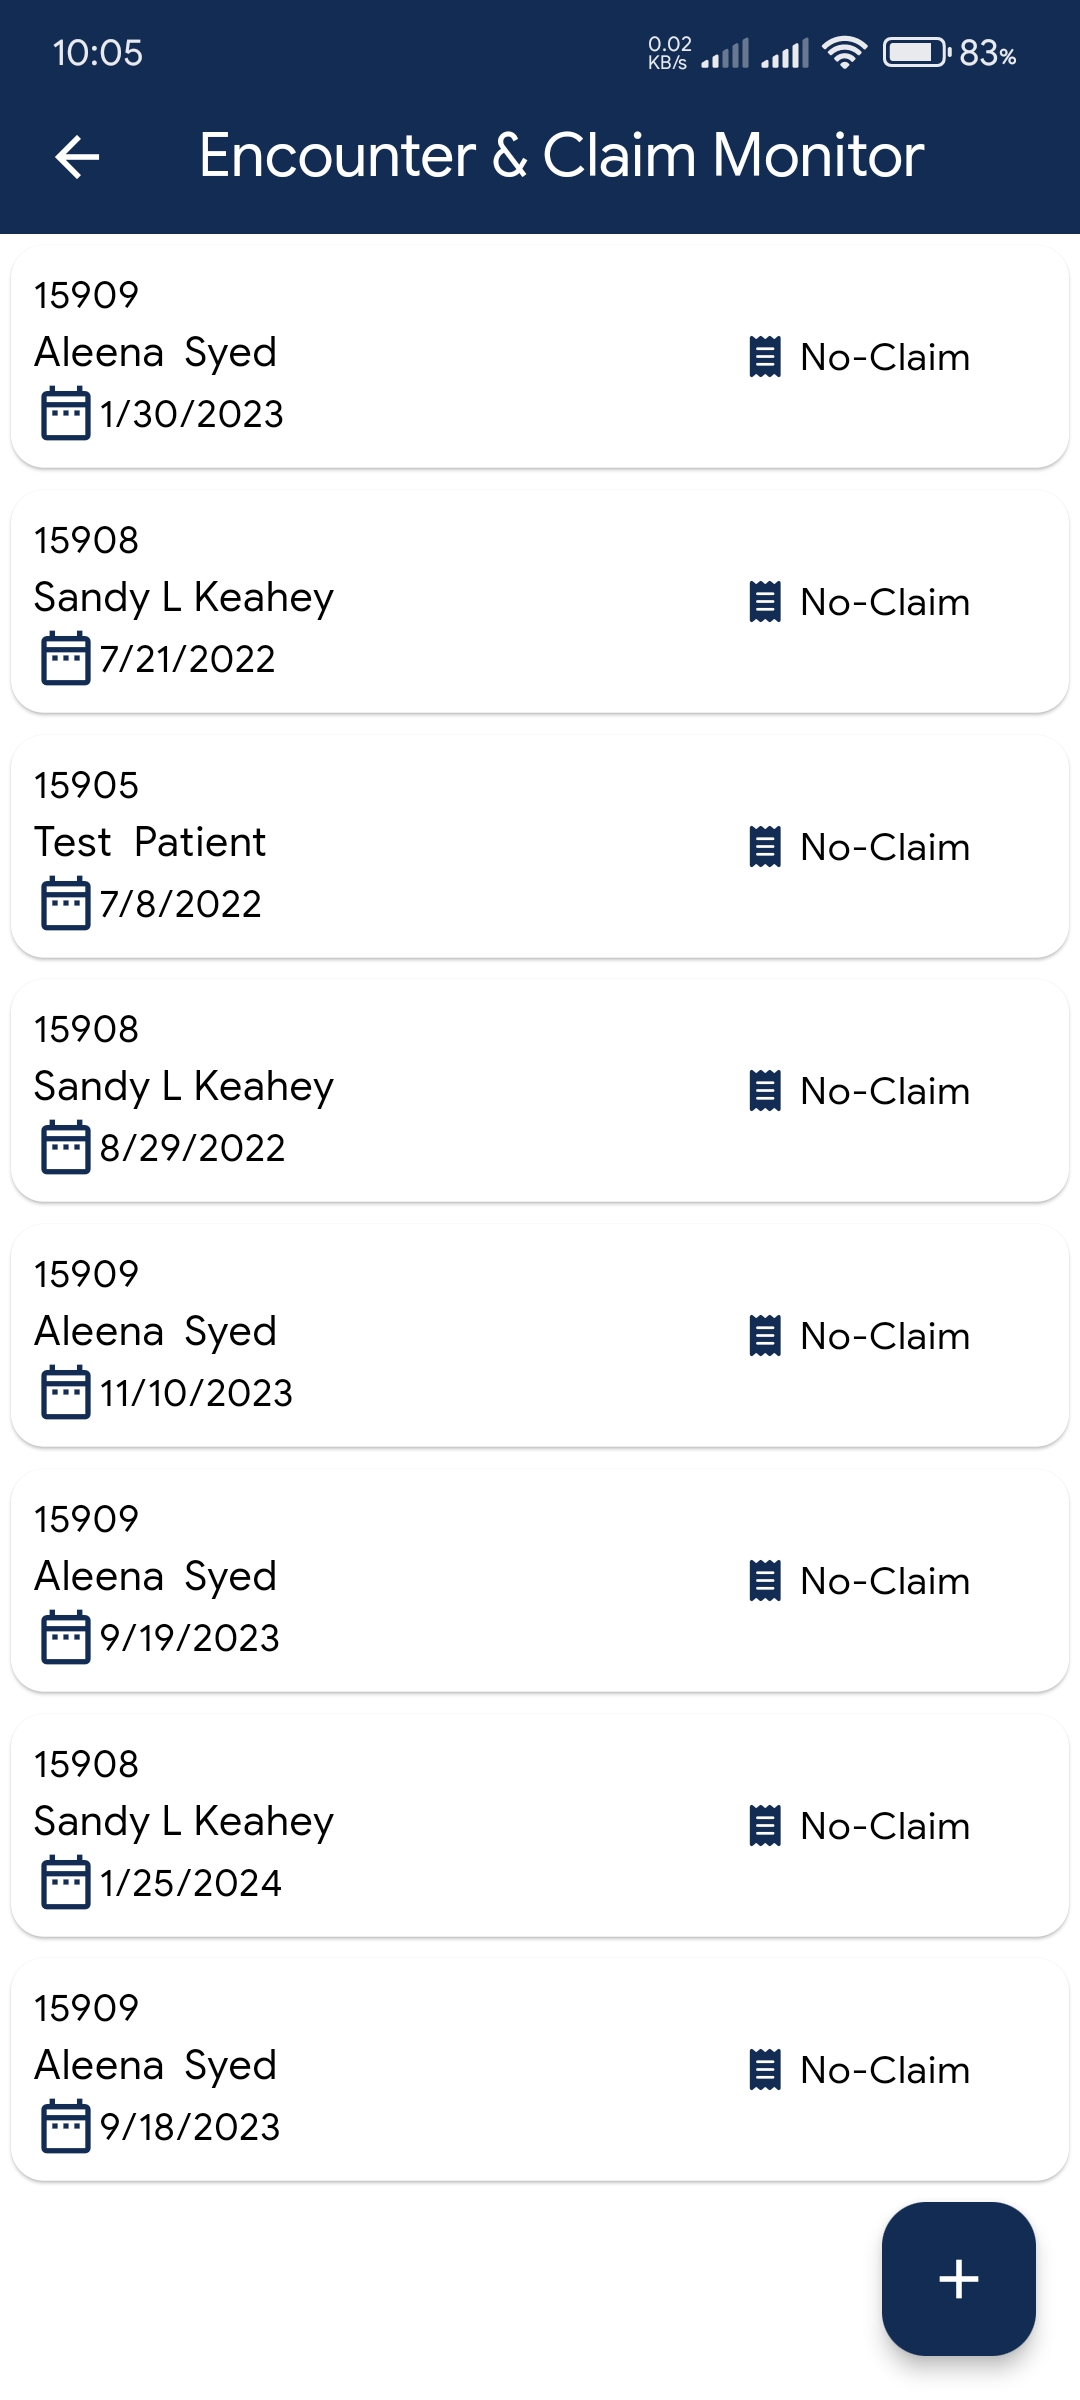 10:05 0.02 KB/s 83%
Encounter & Claim Monitor
15909
Aleena Syed
No-Claim
1/30/2023
15908
Sandy L Keahey
No-Claim
7/21/2022
15905
Test Patient
No-Claim
7/8/2022
15908
Sandy L Keahey
No-Claim
8/29/2022
15909
Aleena Syed
No-Claim
11/10/2023
15909
Aleena Syed
No-Claim
9/19/2023
15908
Sandy L Keahey
No-Claim
1/25/2024
15909
Aleena Syed
No-Claim
9/18/2023